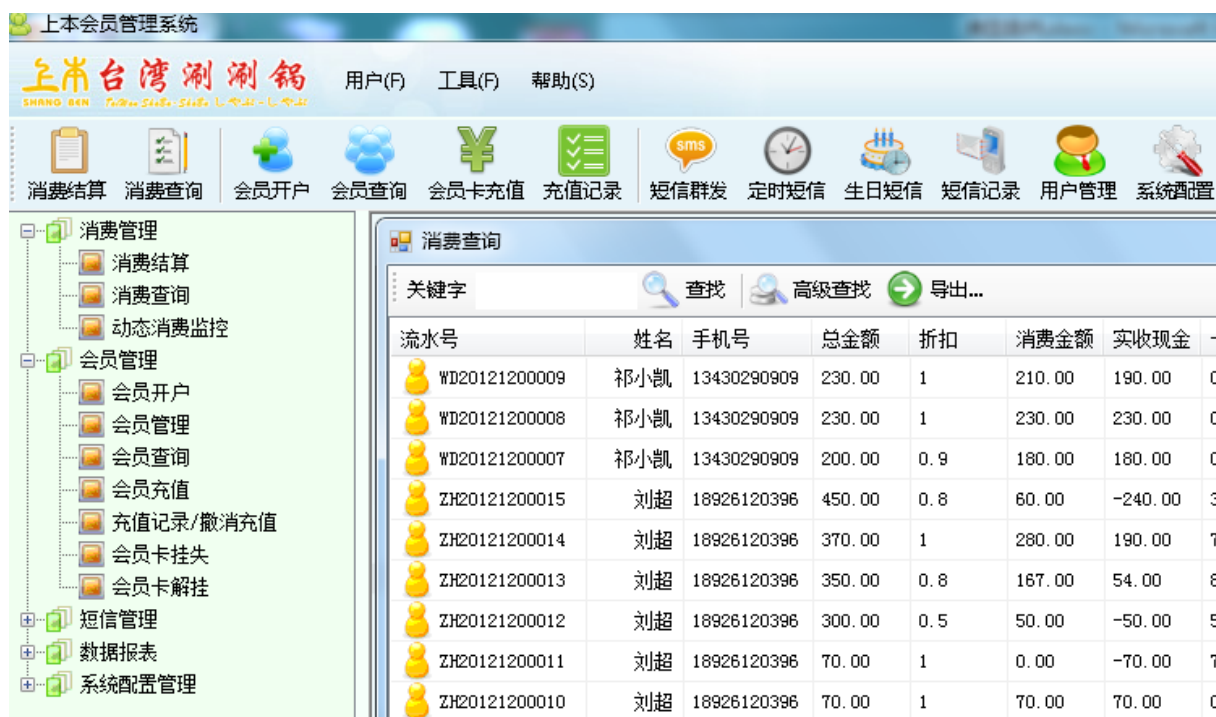 上本会员管理系统
上本台湾涮涮锅 用户(F) 工具(F) 帮助(S)
SHANG BEN
消费结算 消费查询 会员开户 会员查询 会员卡充值 充值记录 短信群发 定时短信 生日短信 短信记录 用户管理 系统配置
sms
消费管理
消费结算
消费查询
动态消费监控
会员管理
会员开户
会员管理
会员查询
会员充值
充值记录/撤消充值
会员卡挂失
会员卡解挂
短信管理
数据报表
系统配置管理
消费查询
关键字 查找 高级查找 导出...
流水号 姓名 手机号 总金额 折扣 消费金额 实收现金
WD20121200009 祁小凯 13430290909 230.00 1 210.00 190.00
WD20121200008 祁小凯 13430290909 230.00 1 230.00 230.00
WD20121200007 祁小凯 13430290909 200.00 0.9 180.00 180.00
ZH20121200015 刘超 18926120396 450.00 0.8 60.00 -240.00
ZH20121200014 刘超 18926120396 370.00 1 280.00 190.00
ZH20121200013 刘超 18926120396 350.00 0.8 167.00 54.00
ZH20121200012 刘超 18926120396 300.00 0.5 50.00 -50.00
ZH20121200011 刘超 18926120396 70.00 1 0.00 -70.00
ZH20121200010 刘超 18926120396 70.00 1 70.00 70.00